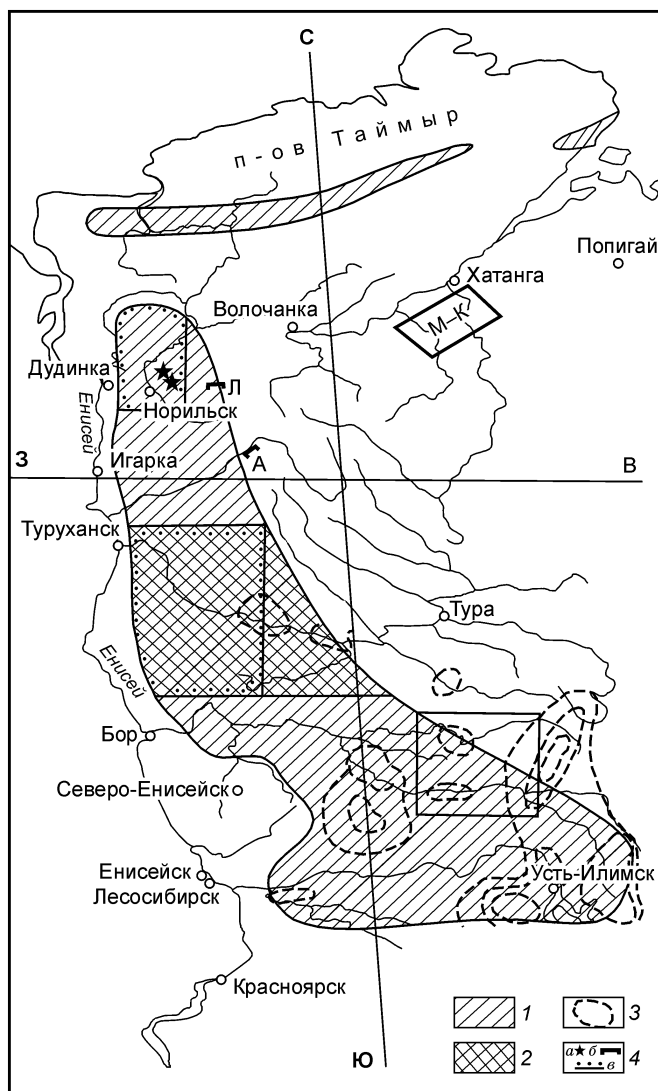 С
п-ов Таймыр
Попигай
Хатанга
М–К
Волочанка
Дудинка
Л
Норильск
Енисей
А
З
Игарка
В
Туруханск
Тура
Енисей
Бор
Северо-Енисейск
Енисейск
Лесосибирск
Усть-Илимск
Красноярск
1
3
2
а б
в
4
Ю